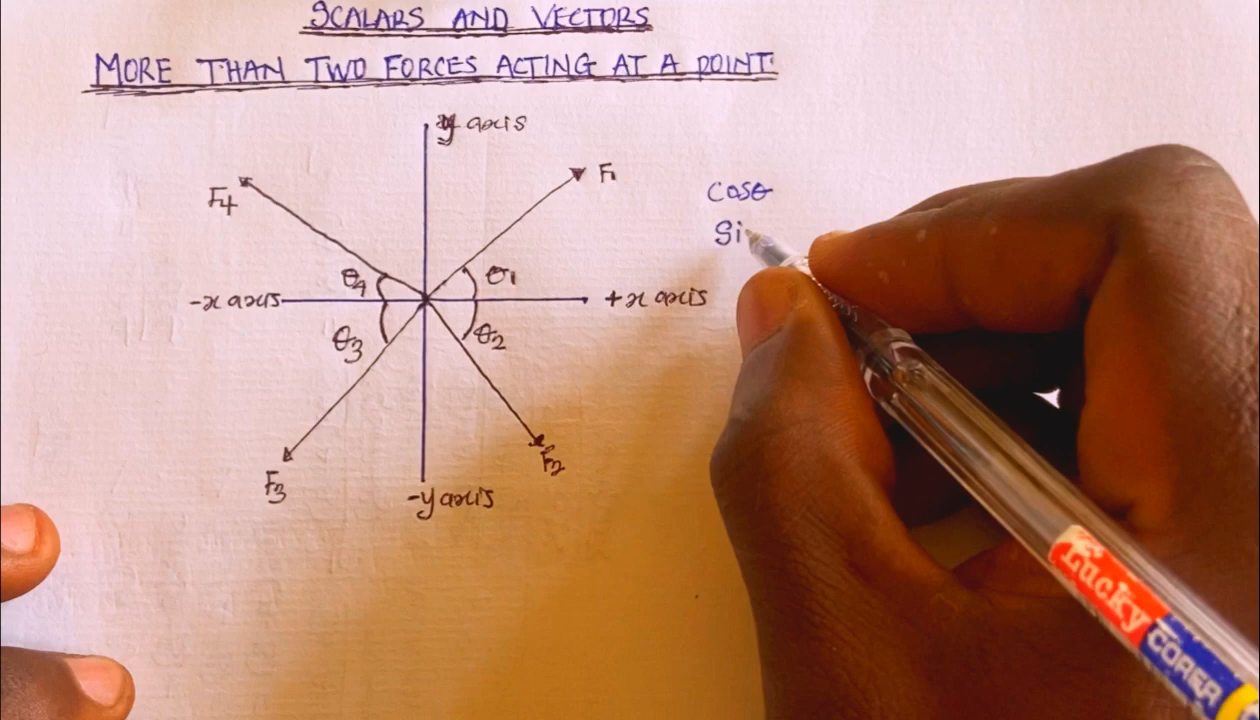 SCALARS AND VECTORS
MORE THAN TWO FORCES ACTING AT A POINT.
y axis
F1
F4
cosθ
Si
θ4
θ1
-x axis
+x axis
θ3
θ2
F2
F3
-y axis
Lucky
CORER